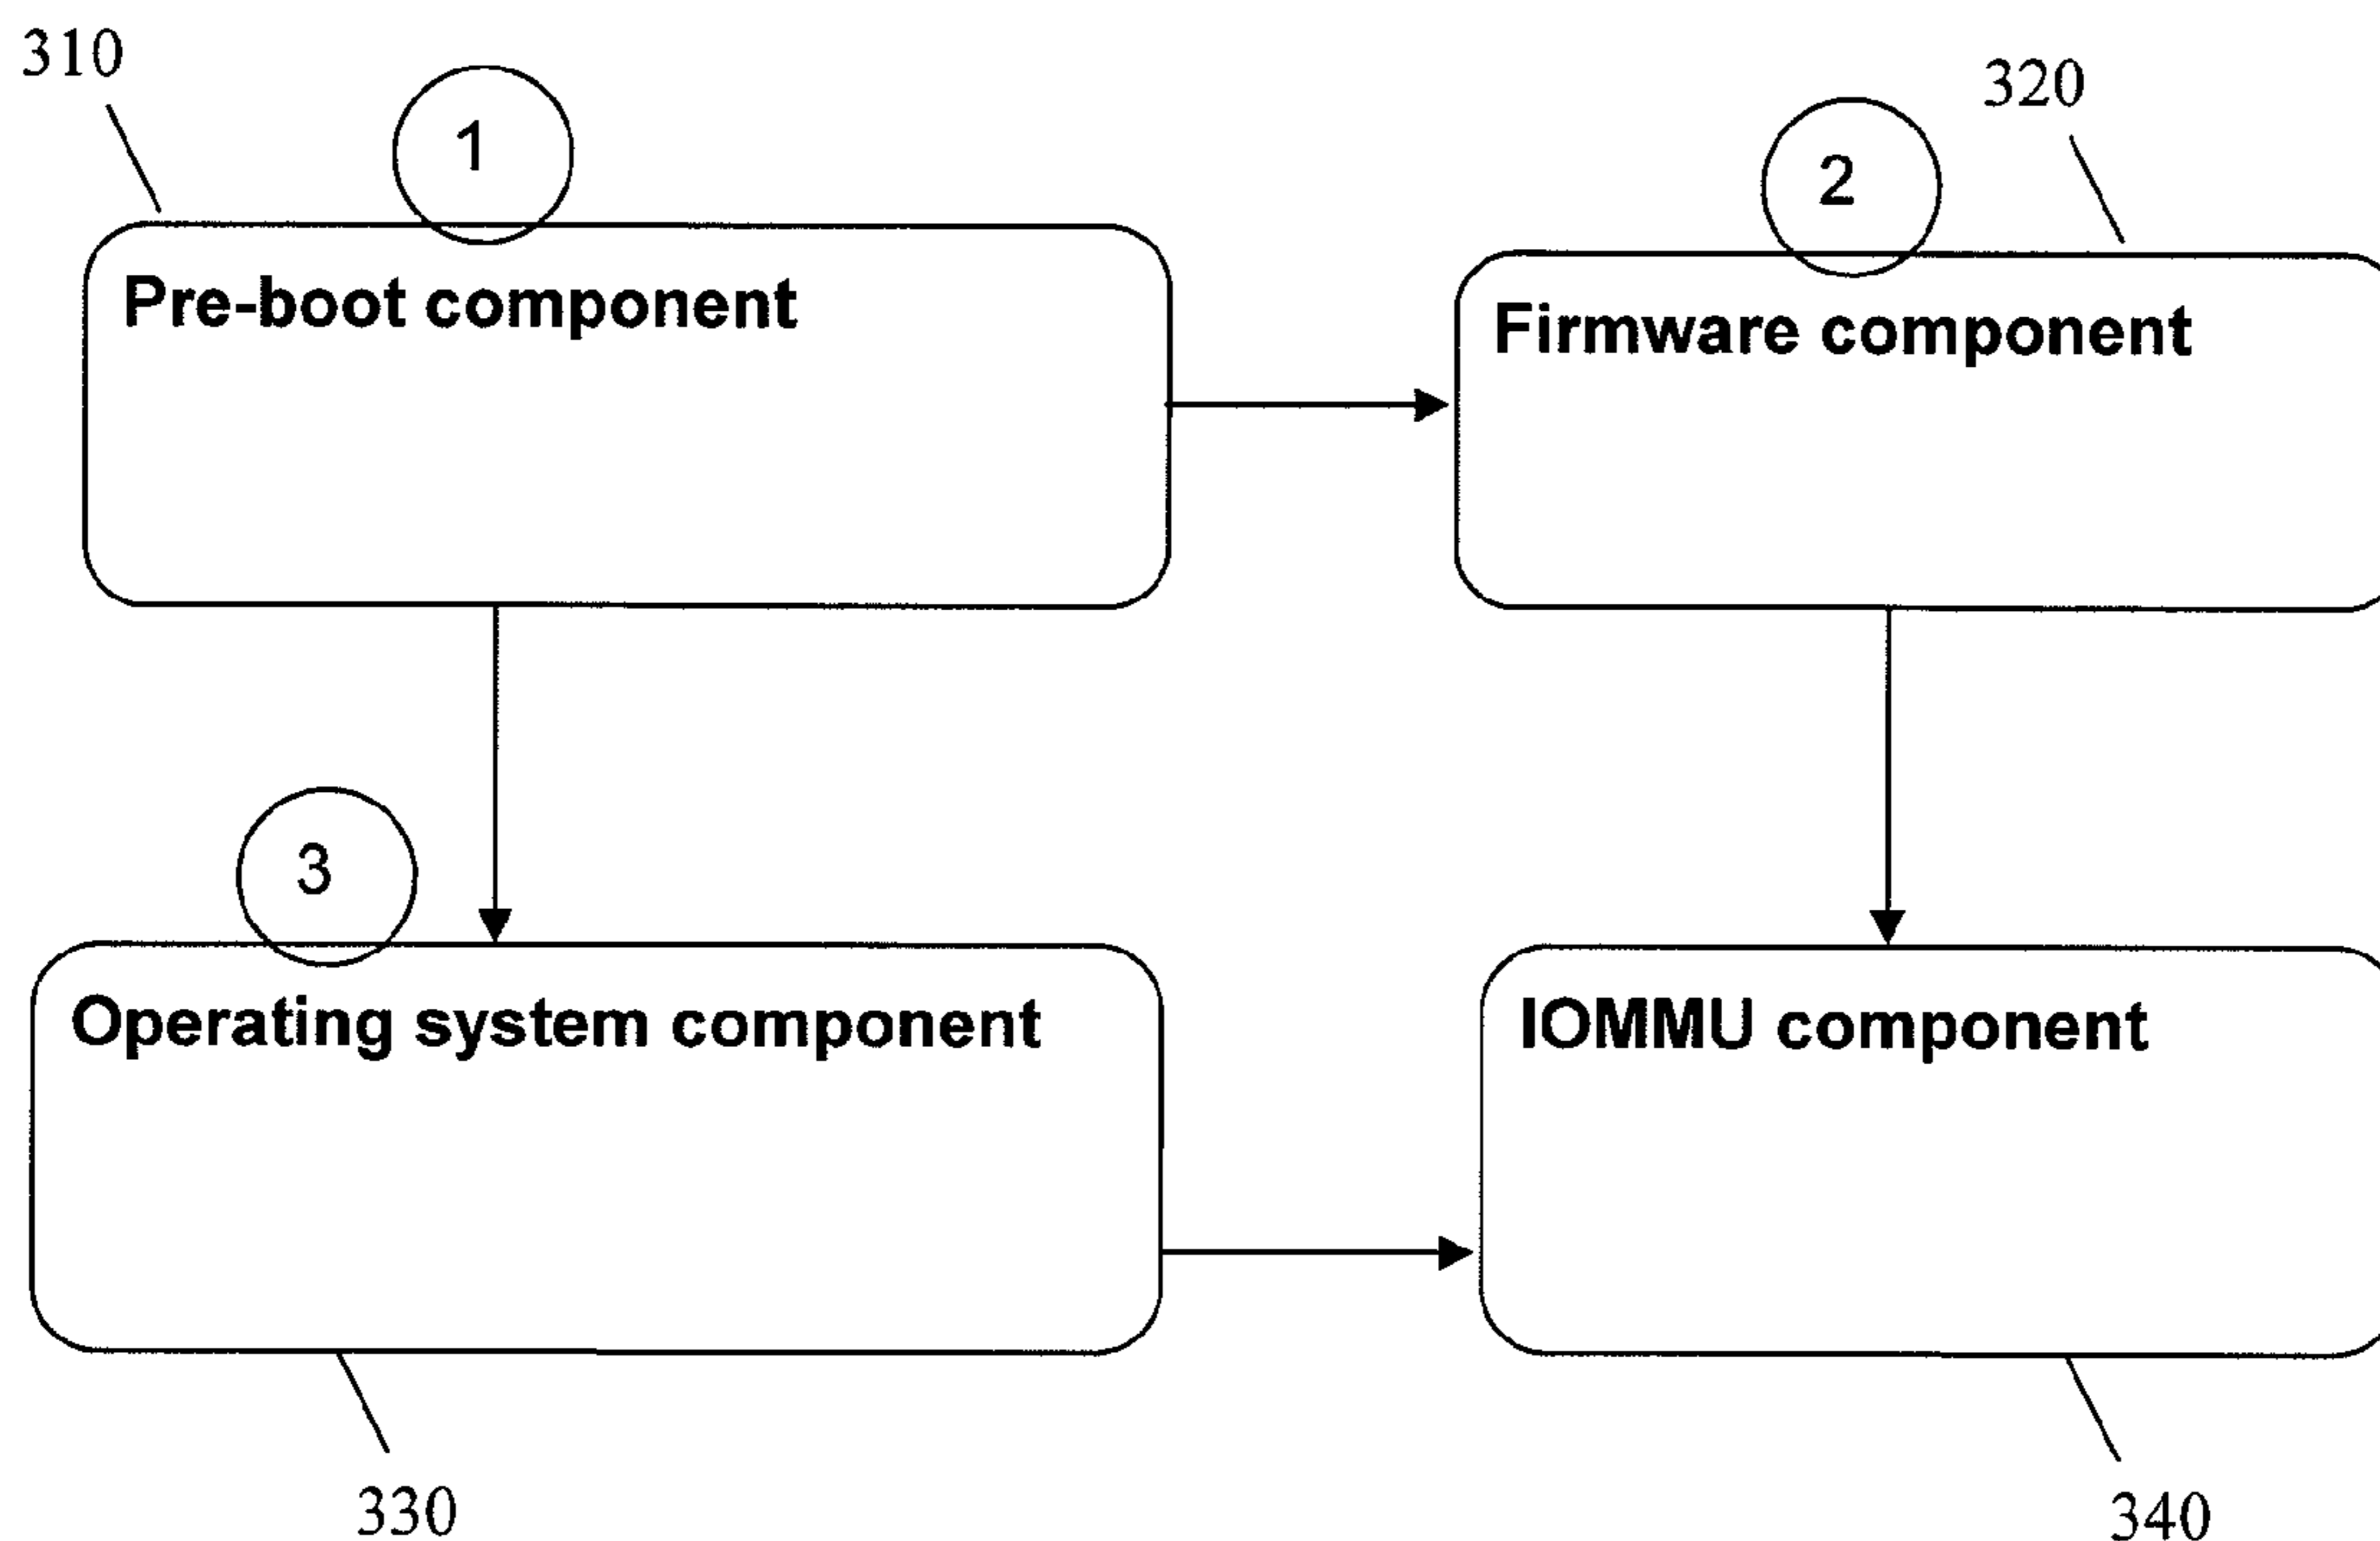 310
1
320
2
Pre-boot component
Firmware component
3
Operating system component
IOMMU component
330
340